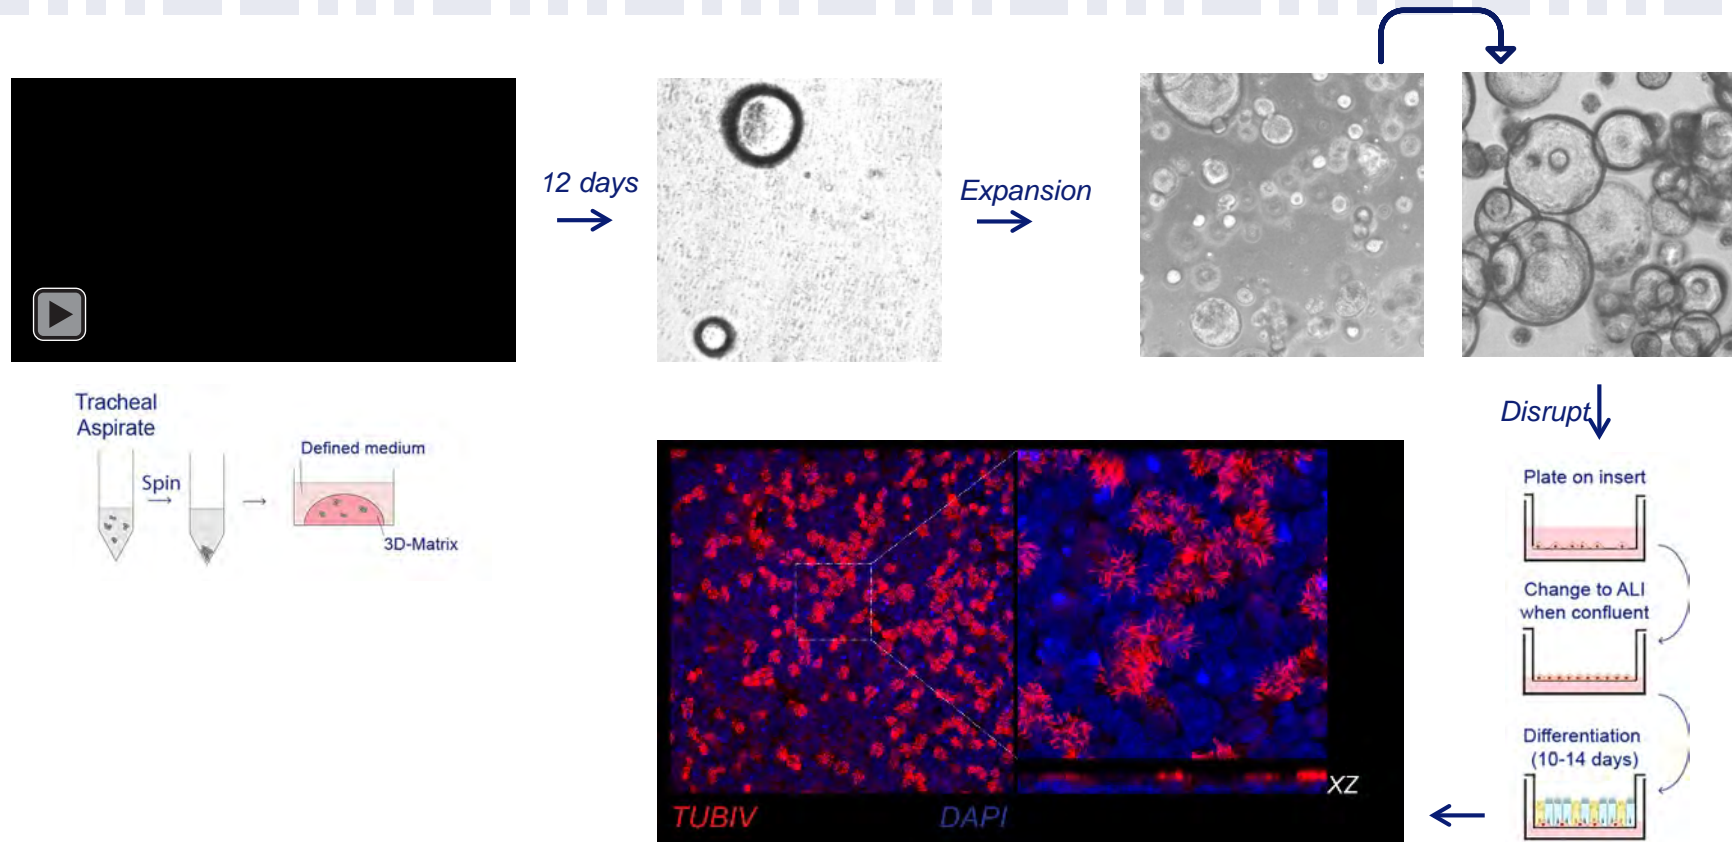 12 days
Expansion
Tracheal
Aspirate
Spin
Defined medium
3D-Matrix
Disrupt
Plate on insert
Change to ALI
when confluent
Differentiation
(10-14 days)
XZ
TUBIV
DAPI